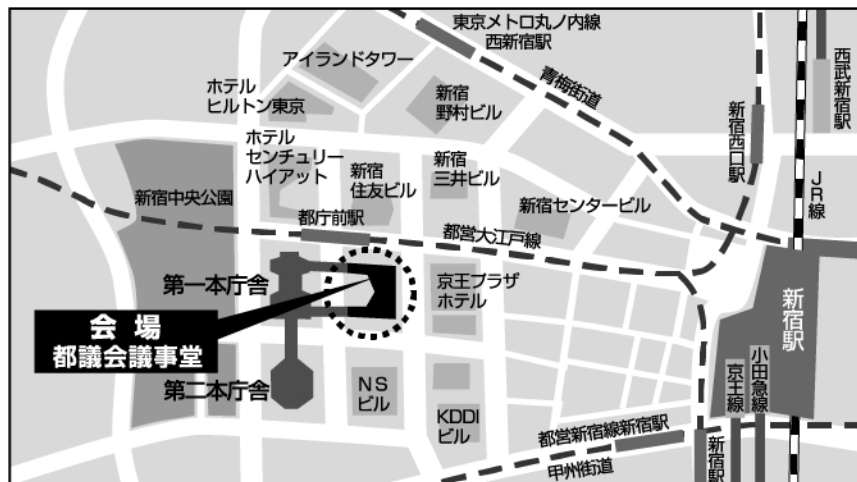 東京メトロ丸ノ内線
西新宿駅
アイランドタワー
青梅街道
西武新宿駅
ホテル
ヒルトン東京
新宿
野村ビル
新宿西口駅
JR線
ホテル
センチュリー
ハイアット
新宿
住友ビル
新宿
三井ビル
新宿中央公園
新宿センタービル
都庁前駅
都営大江戸線
第一本庁舎
京王プラザ
ホテル
新宿駅
会場
都議会議事堂
第二本庁舎
NS
ビル
KDDI
ビル
小田急線
京王線
都営新宿線新宿駅
甲州街道
新宿駅